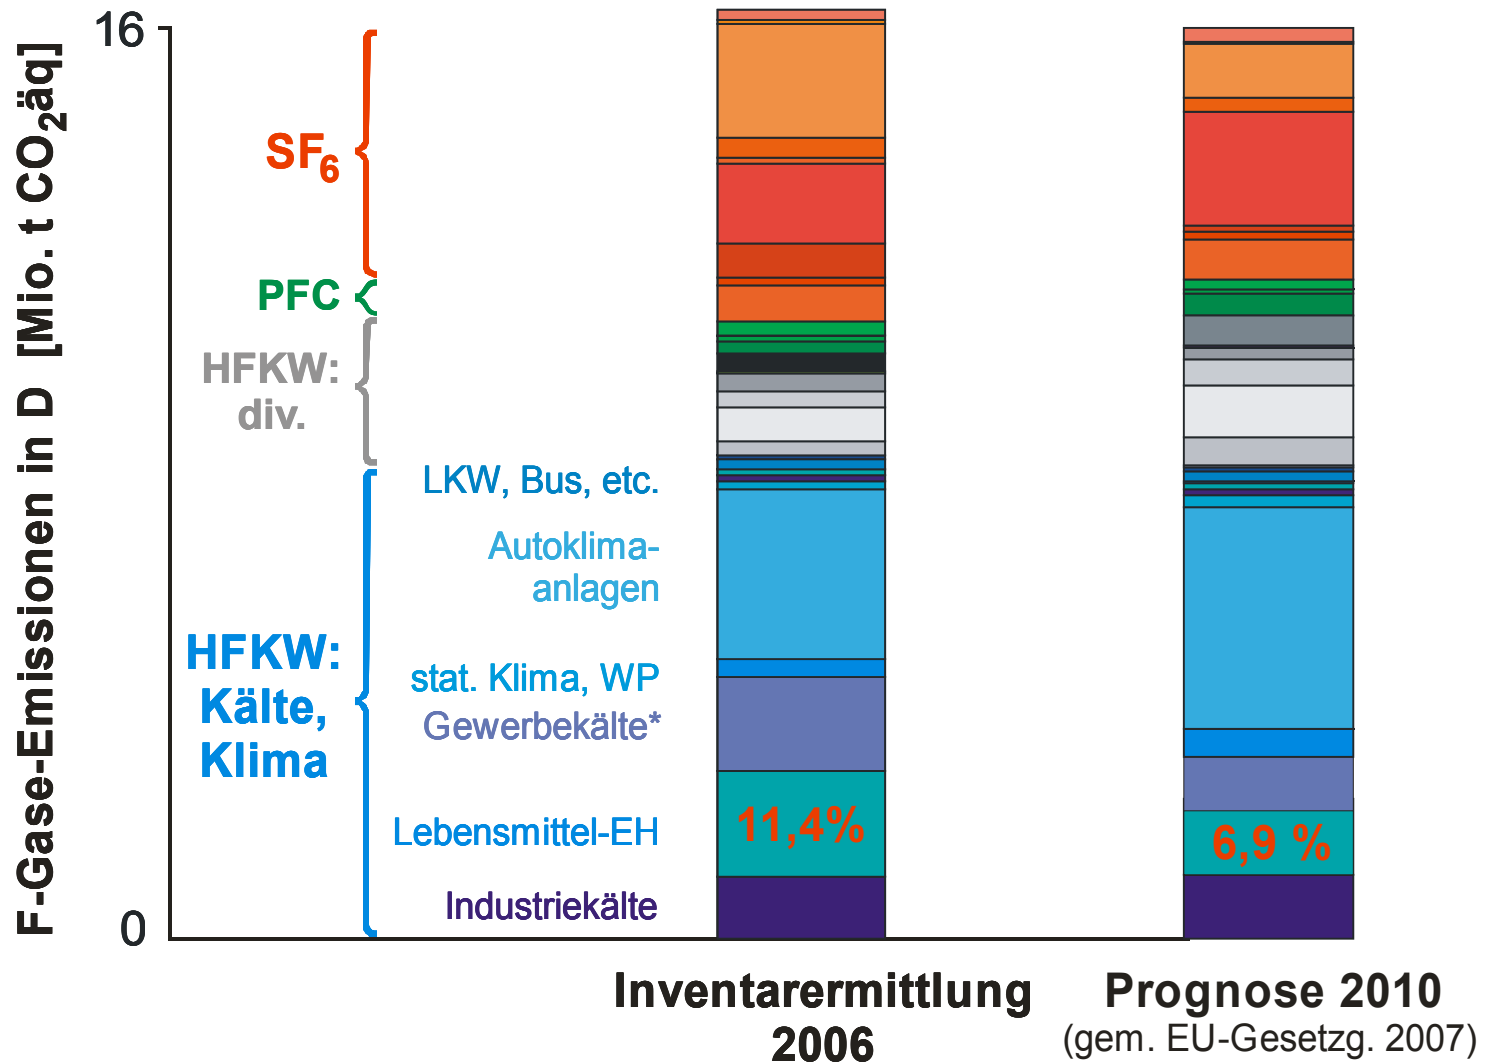 F-Gase-Emissionen in D [Mio. t CO₂äq]
16
0
SF₆
PFC
HFKW:
div.
HFKW:
Kälte,
Klima
LKW, Bus, etc.
Autoklima-
anlagen
stat. Klima, WP
Gewerbekälte*
Lebensmittel-EH
Industriekälte
11,4%
6,9 %
Inventarermittlung
2006
Prognose 2010
(gem. EU-Gesetzg. 2007)